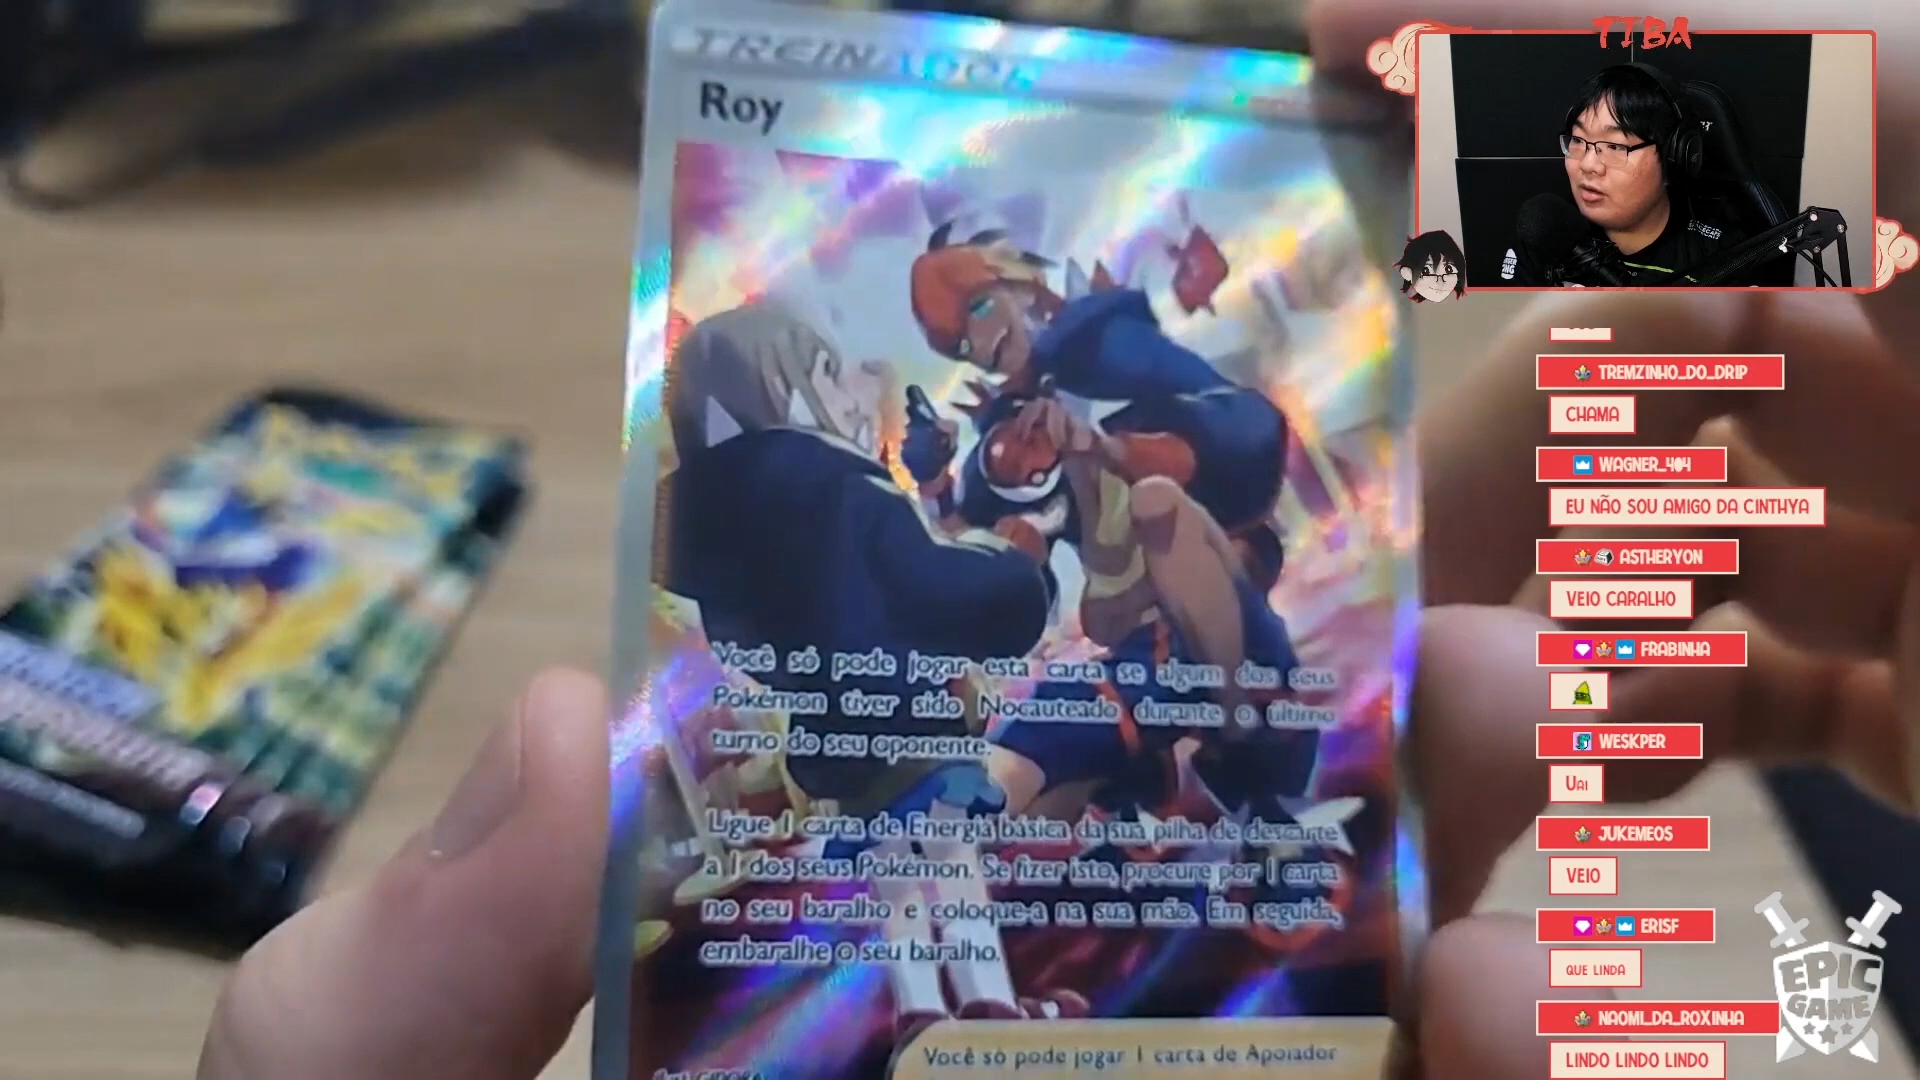 TREINADOR
Roy
Você só pode jogar esta carta se algum dos seus
Pokémon tiver sido Nocauteado durante o último
turno do seu oponente.
Ligue 1 carta de Energia básica da sua pilha de descarte
a 1 dos seus Pokémon. Se fizer isto, procure por 1 carta
no seu baralho e coloque-a na sua mão. Em seguida,
embaralhe o seu baralho.
Você só pode jogar 1 carta de Apoiador
TIBA
TREMZINHO_DO_DRIP
CHAMA
WAGNER_404
EU NÃO SOU AMIGO DA CINTHYA
ASTHERYON
VEIO CARALHO
FRABINHA
WESKPER
UAI
JUKEMEOS
VEIO
ERISF
QUE LINDA
NAOMI_DA_ROXINHA
LINDO LINDO LINDO
EPIC
GAME